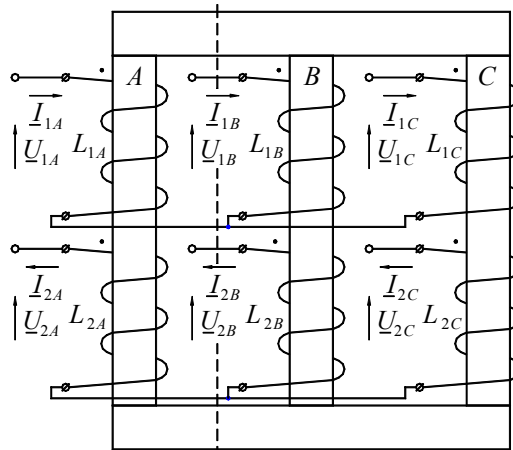 A B C
I1A I1B I1C
U1A L1A U1B L1B U1C L1C
I2A I2B I2C
U2A L2A U2B L2B U2C L2C